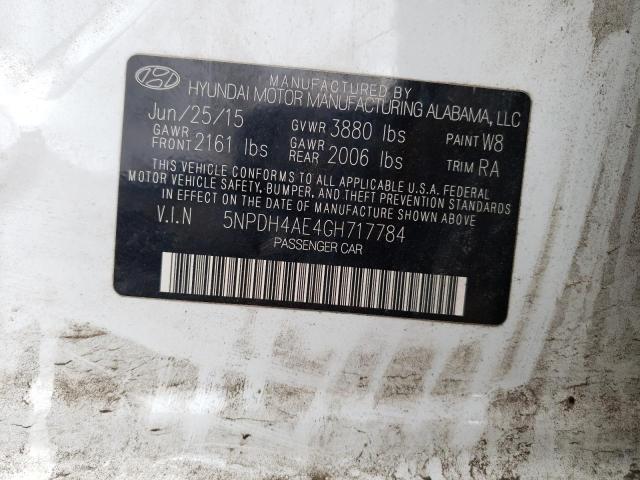 MANUFACTURED BY
HYUNDAI MOTOR MANUFACTURING ALABAMA, LLC
Jun/25/15 GVWR 3880 lbs PAINT W8
GAWR FRONT 2161 lbs GAWR REAR 2006 lbs TRIM RA
THIS VEHICLE CONFORMS TO ALL APPLICABLE U.S.A. FEDERAL
MOTOR VEHICLE SAFETY, BUMPER, AND THEFT PREVENTION STANDARDS
IN EFFECT ON THE DATE OF MANUFACTURE SHOWN ABOVE.
V.I.N 5NPDH4AE4GH717784
PASSENGER CAR